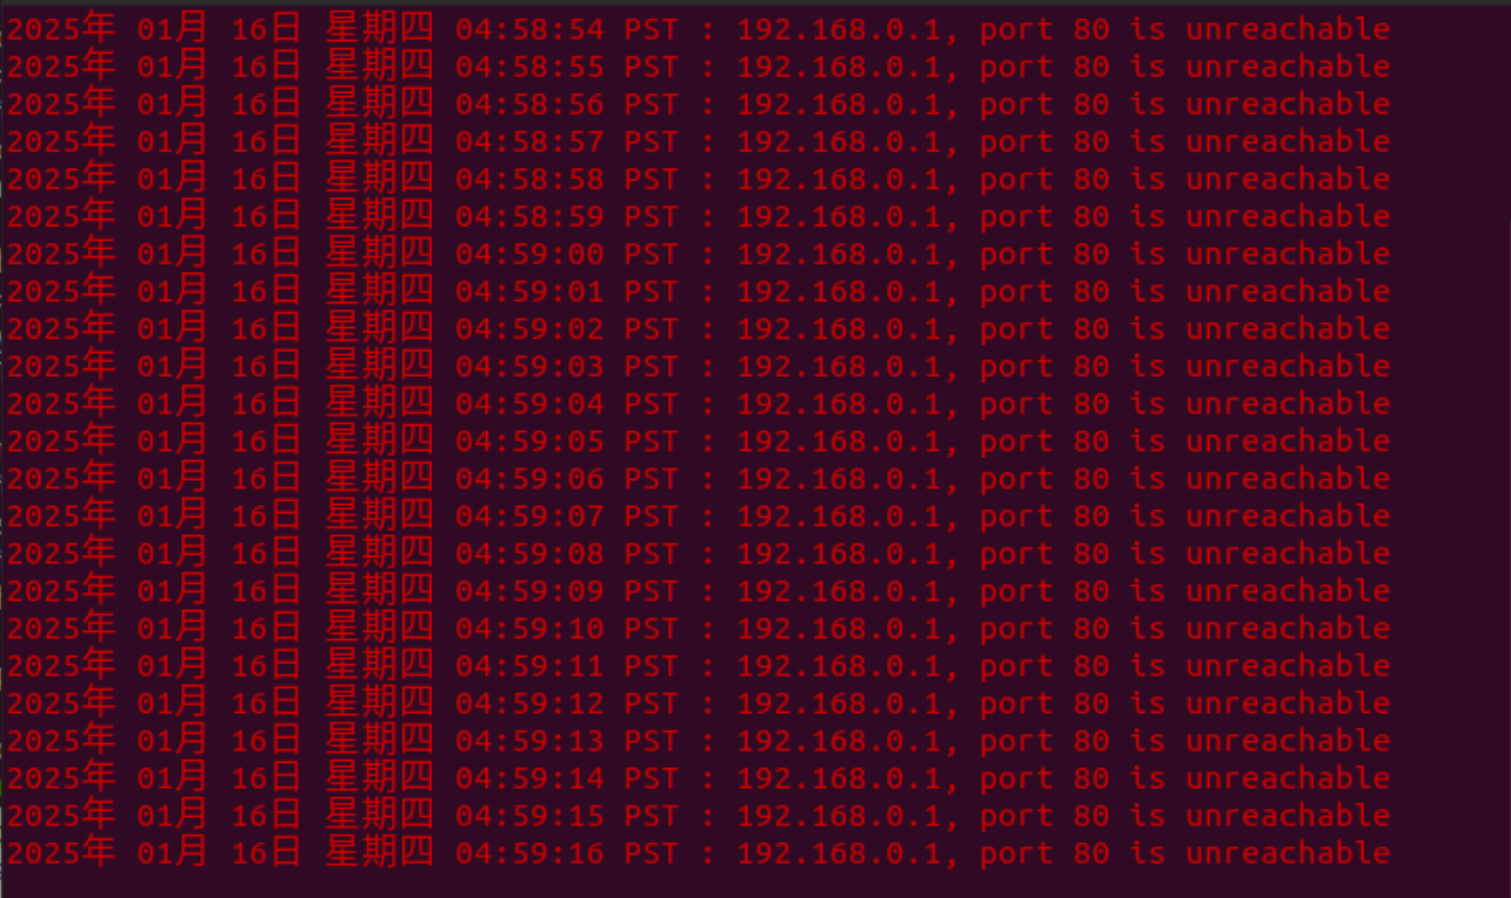 2025年 01月 16日 星期四 04:58:54 PST : 192.168.0.1, port 80 is unreachable
2025年 01月 16日 星期四 04:58:55 PST : 192.168.0.1, port 80 is unreachable
2025年 01月 16日 星期四 04:58:56 PST : 192.168.0.1, port 80 is unreachable
2025年 01月 16日 星期四 04:58:57 PST : 192.168.0.1, port 80 is unreachable
2025年 01月 16日 星期四 04:58:58 PST : 192.168.0.1, port 80 is unreachable
2025年 01月 16日 星期四 04:58:59 PST : 192.168.0.1, port 80 is unreachable
2025年 01月 16日 星期四 04:59:00 PST : 192.168.0.1, port 80 is unreachable
2025年 01月 16日 星期四 04:59:01 PST : 192.168.0.1, port 80 is unreachable
2025年 01月 16日 星期四 04:59:02 PST : 192.168.0.1, port 80 is unreachable
2025年 01月 16日 星期四 04:59:03 PST : 192.168.0.1, port 80 is unreachable
2025年 01月 16日 星期四 04:59:04 PST : 192.168.0.1, port 80 is unreachable
2025年 01月 16日 星期四 04:59:05 PST : 192.168.0.1, port 80 is unreachable
2025年 01月 16日 星期四 04:59:06 PST : 192.168.0.1, port 80 is unreachable
2025年 01月 16日 星期四 04:59:07 PST : 192.168.0.1, port 80 is unreachable
2025年 01月 16日 星期四 04:59:08 PST : 192.168.0.1, port 80 is unreachable
2025年 01月 16日 星期四 04:59:09 PST : 192.168.0.1, port 80 is unreachable
2025年 01月 16日 星期四 04:59:10 PST : 192.168.0.1, port 80 is unreachable
2025年 01月 16日 星期四 04:59:11 PST : 192.168.0.1, port 80 is unreachable
2025年 01月 16日 星期四 04:59:12 PST : 192.168.0.1, port 80 is unreachable
2025年 01月 16日 星期四 04:59:13 PST : 192.168.0.1, port 80 is unreachable
2025年 01月 16日 星期四 04:59:14 PST : 192.168.0.1, port 80 is unreachable
2025年 01月 16日 星期四 04:59:15 PST : 192.168.0.1, port 80 is unreachable
2025年 01月 16日 星期四 04:59:16 PST : 192.168.0.1, port 80 is unreachable